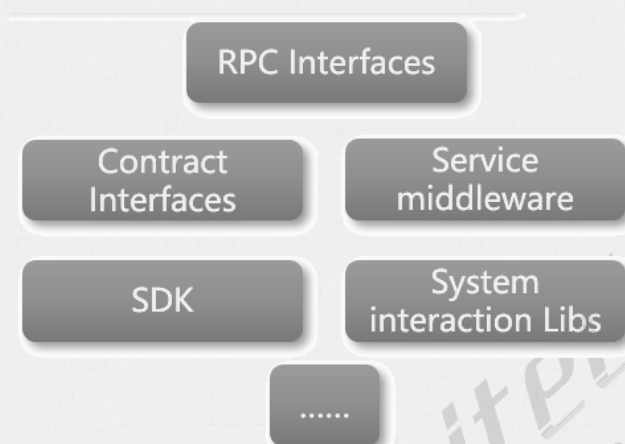 RPC Interfaces
Contract
Interfaces
Service
middleware
SDK
System
interaction Libs
......